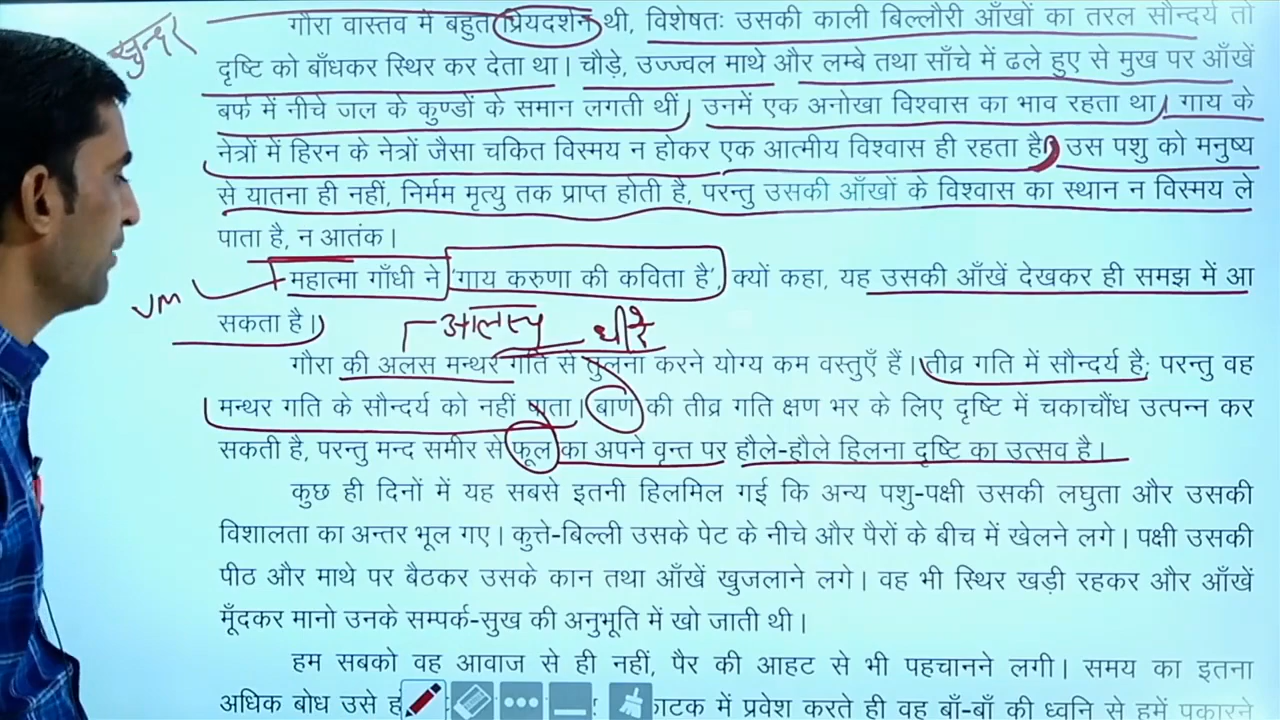 गौरा वास्तव में बहुत प्रियदर्शन थी, विशेषतः उसकी काली बिल्लौरी आँखों का तरल सौन्दर्य तो
सुन्दर
दृष्टि को बाँधकर स्थिर कर देता था। चौड़े, उज्ज्वल माथे और लम्बे तथा साँचे में ढले हुए से मुख पर आँखें
बर्फ में नीचे जल के कुण्डों के समान लगती थीं। उनमें एक अनोखा विश्वास का भाव रहता था। गाय के
नेत्रों में हिरन के नेत्रों जैसा चकित विस्मय न होकर एक आत्मीय विश्वास ही रहता है। उस पशु को मनुष्य
से यातना ही नहीं, निर्मम मृत्यु तक प्राप्त होती है, परन्तु उसकी आँखों के विश्वास का स्थान न विस्मय ले
पाता है, न आतंक।
महात्मा गाँधी ने 'गाय करुणा की कविता है', क्यों कहा, यह उसकी आँखें देखकर ही समझ में आ
VM
सकता है।
आलस्य धीरे
गौरा की अलस मन्थर गति से तुलना करने योग्य कम वस्तुएँ हैं। तीव्र गति में सौन्दर्य है; परन्तु वह
मन्थर गति के सौन्दर्य को नहीं पाता। बाण की तीव्र गति क्षण भर के लिए दृष्टि में चकाचौंध उत्पन्न कर
सकती है, परन्तु मन्द समीर से फूल का अपने वृन्त पर हौले-हौले हिलना दृष्टि का उत्सव है।
कुछ ही दिनों में यह सबसे इतनी हिलमिल गई कि अन्य पशु-पक्षी उसकी लघुता और उसकी
विशालता का अन्तर भूल गए। कुत्ते-बिल्ली उसके पेट के नीचे और पैरों के बीच में खेलने लगे। पक्षी उसकी
पीठ और माथे पर बैठकर उसके कान तथा आँखें खुजलाने लगे। वह भी स्थिर खड़ी रहकर और आँखें
मूँदकर मानो उनके सम्पर्क-सुख की अनुभूति में खो जाती थी।
हम सबको वह आवाज से ही नहीं, पैर की आहट से भी पहचानने लगी। समय का इतना
अधिक बोध उसे में प्रवेश करते ही वह बाँ-बाँ की ध्वनि से हमें पुकारने